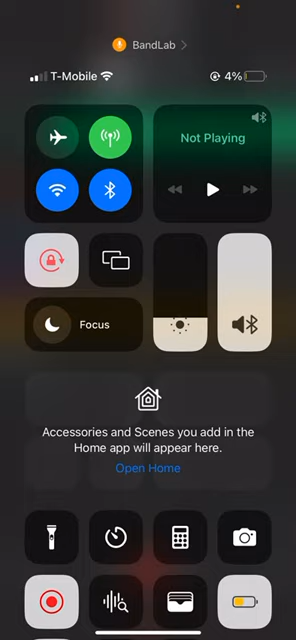 BandLab
T-Mobile 4%
Not Playing
Focus
Accessories and Scenes you add in the
Home app will appear here.
Open Home